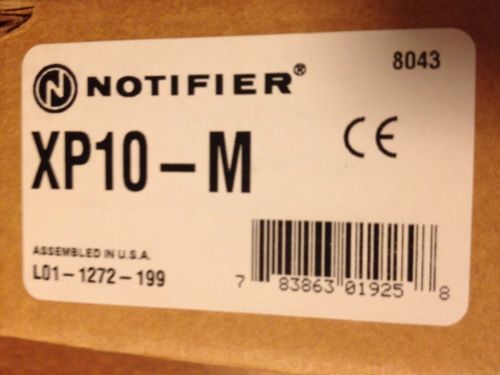 NOTIFIER® 8043
XP10-M CE
ASSEMBLED IN U.S.A.
L01-1272-199
7 83863 01925 8